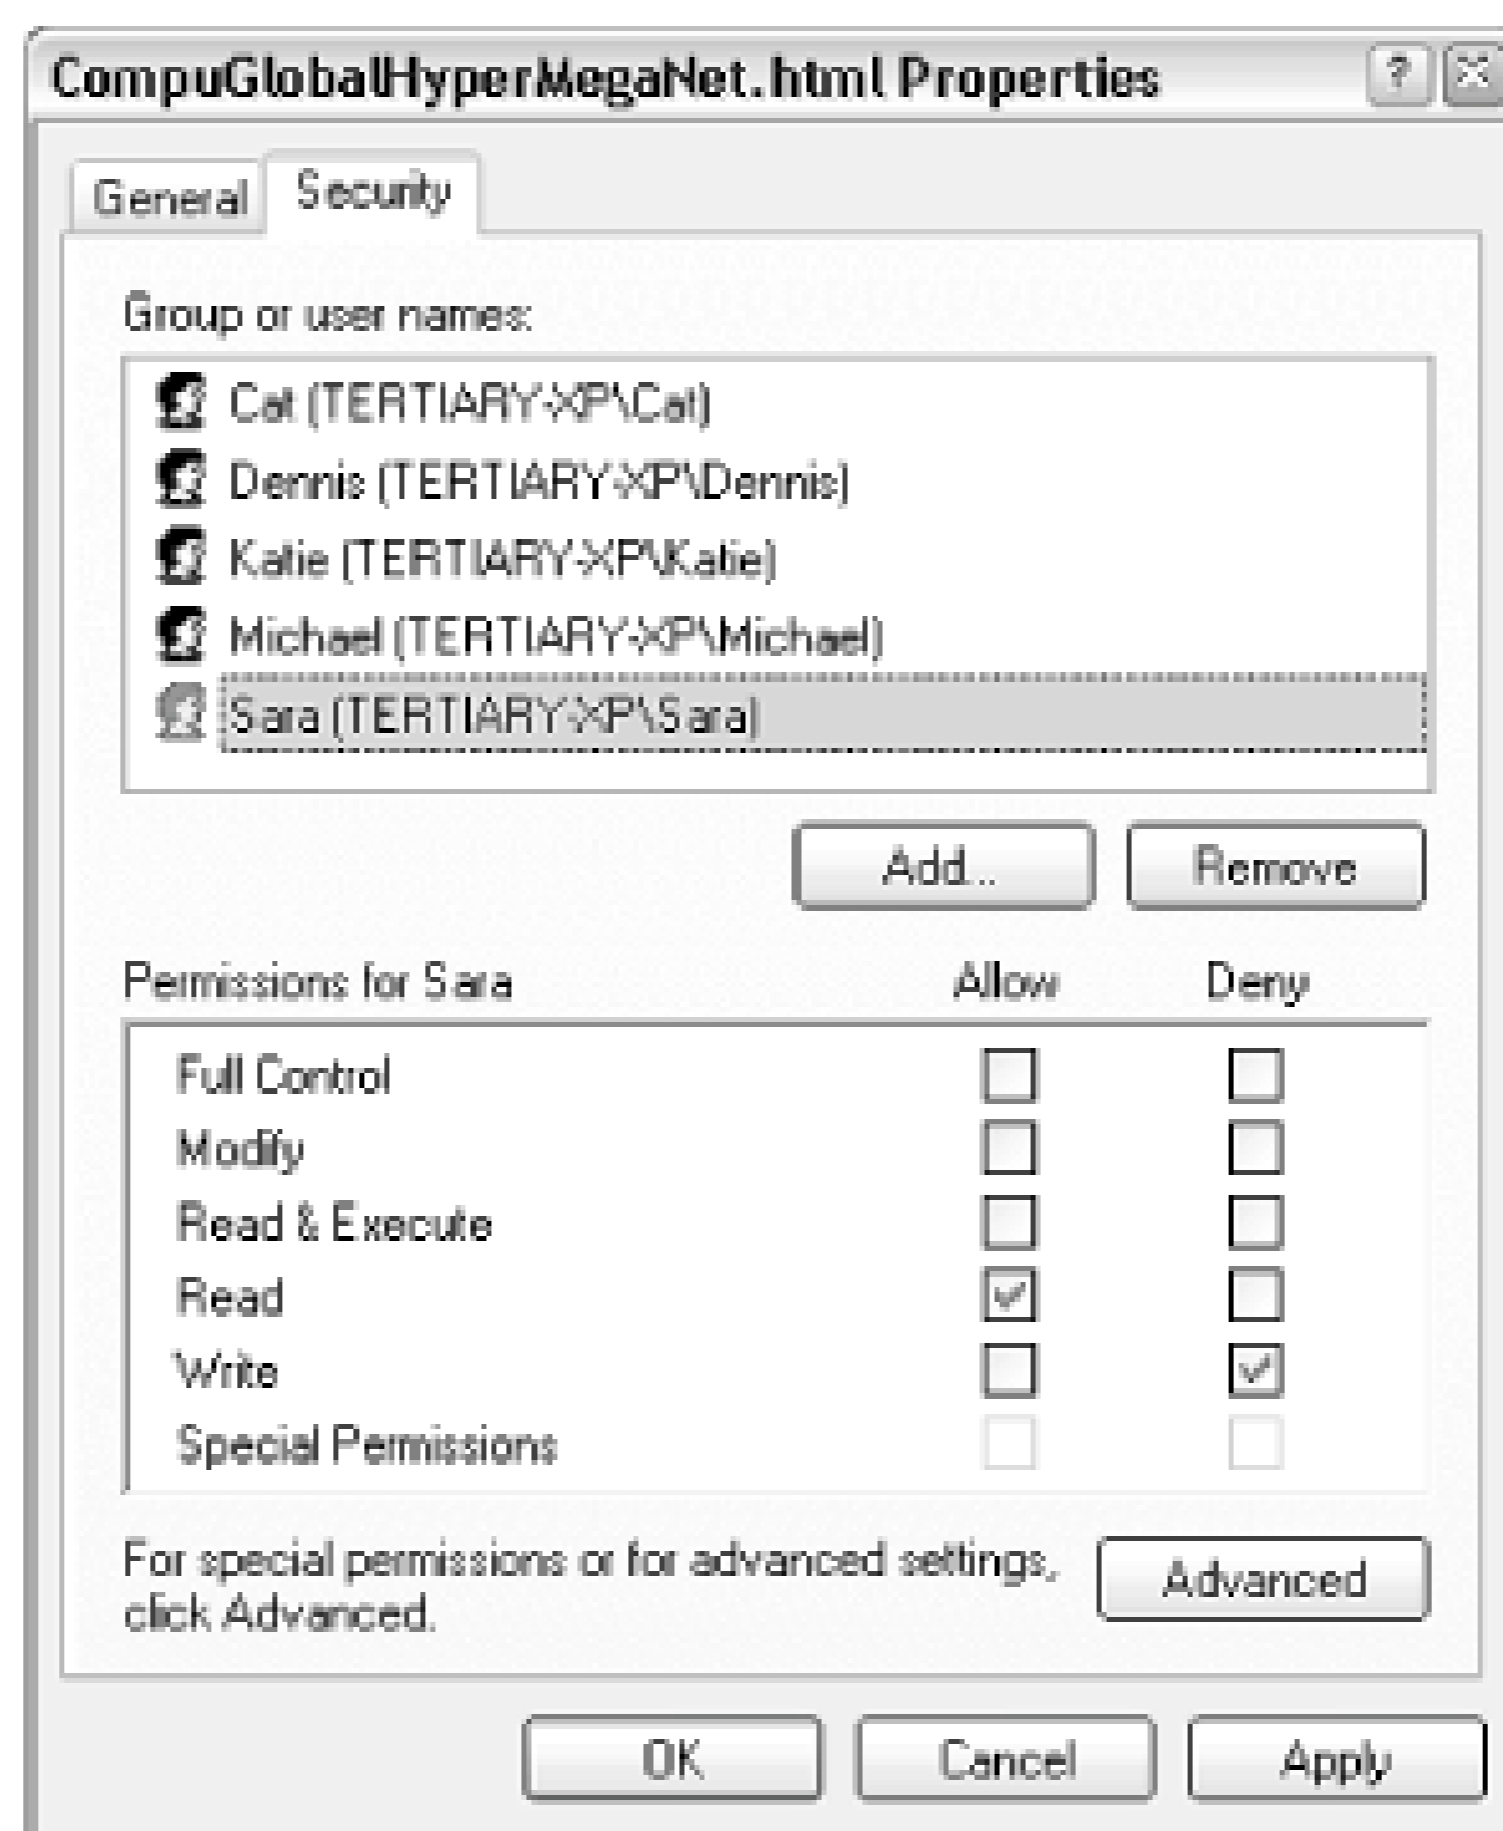 CompuGlobalHyperMegaNet.html Properties ?
General Security
Group or user names:
Cat (TERTIARY-XP\Cat)
Dennis (TERTIARY-XP\Dennis)
Katie (TERTIARY-XP\Katie)
Michael (TERTIARY-XP\Michael)
Sara (TERTIARY-XP\Sara)
Add... Remove
Permissions for Sara Allow Deny
Full Control
Modify
Read & Execute
Read
Write
Special Permissions
For special permissions or for advanced settings,
click Advanced.
Advanced
OK Cancel Apply